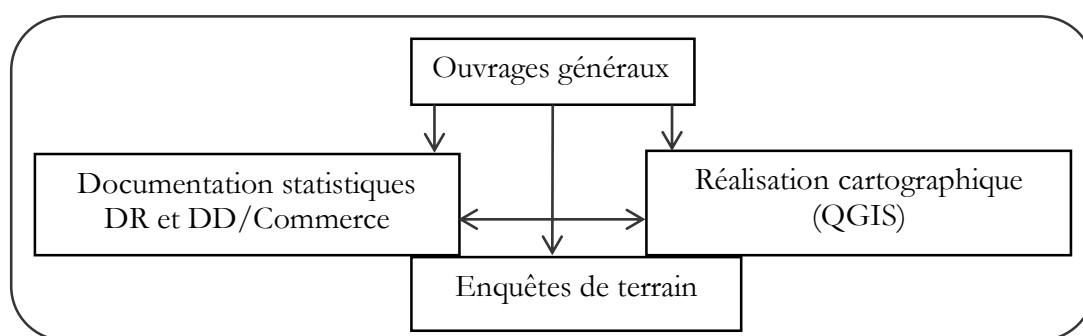 Ouvrages généraux
Documentation statistiques
DR et DD/Commerce
Réalisation cartographique
(QGIS)
Enquêtes de terrain